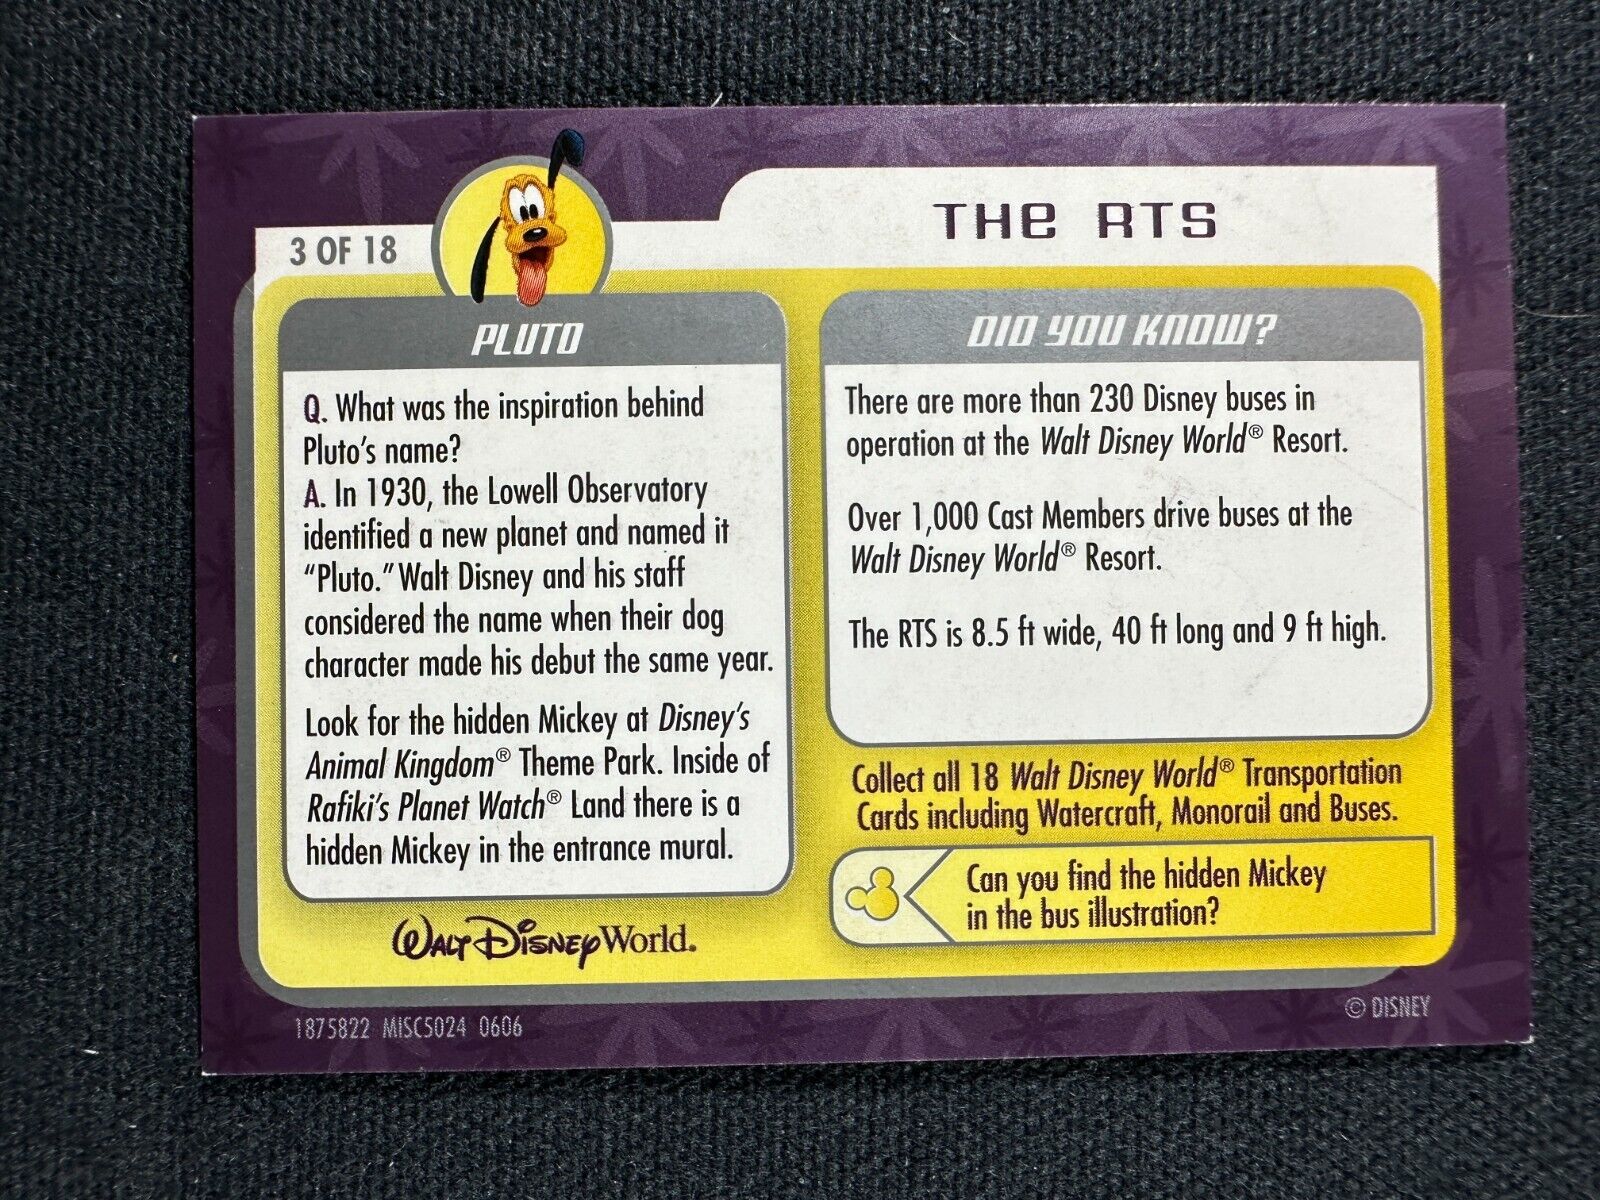 THE RTS
3 OF 18
PLUTO
Q. What was the inspiration behind
Pluto's name?
A. In 1930, the Lowell Observatory
identified a new planet and named it
"Pluto." Walt Disney and his staff
considered the name when their dog
character made his debut the same year.
Look for the hidden Mickey at Disney's
Animal Kingdom® Theme Park. Inside of
Rafiki's Planet Watch® Land there is a
hidden Mickey in the entrance mural.
Walt Disney World.
DID YOU KNOW?
There are more than 230 Disney buses in
operation at the Walt Disney World® Resort.
Over 1,000 Cast Members drive buses at the
Walt Disney World® Resort.
The RTS is 8.5 ft wide, 40 ft long and 9 ft high.
Collect all 18 Walt Disney World® Transportation
Cards including Watercraft, Monorail and Buses.
Can you find the hidden Mickey
in the bus illustration?
1875822 MISC5024 0606
© DISNEY